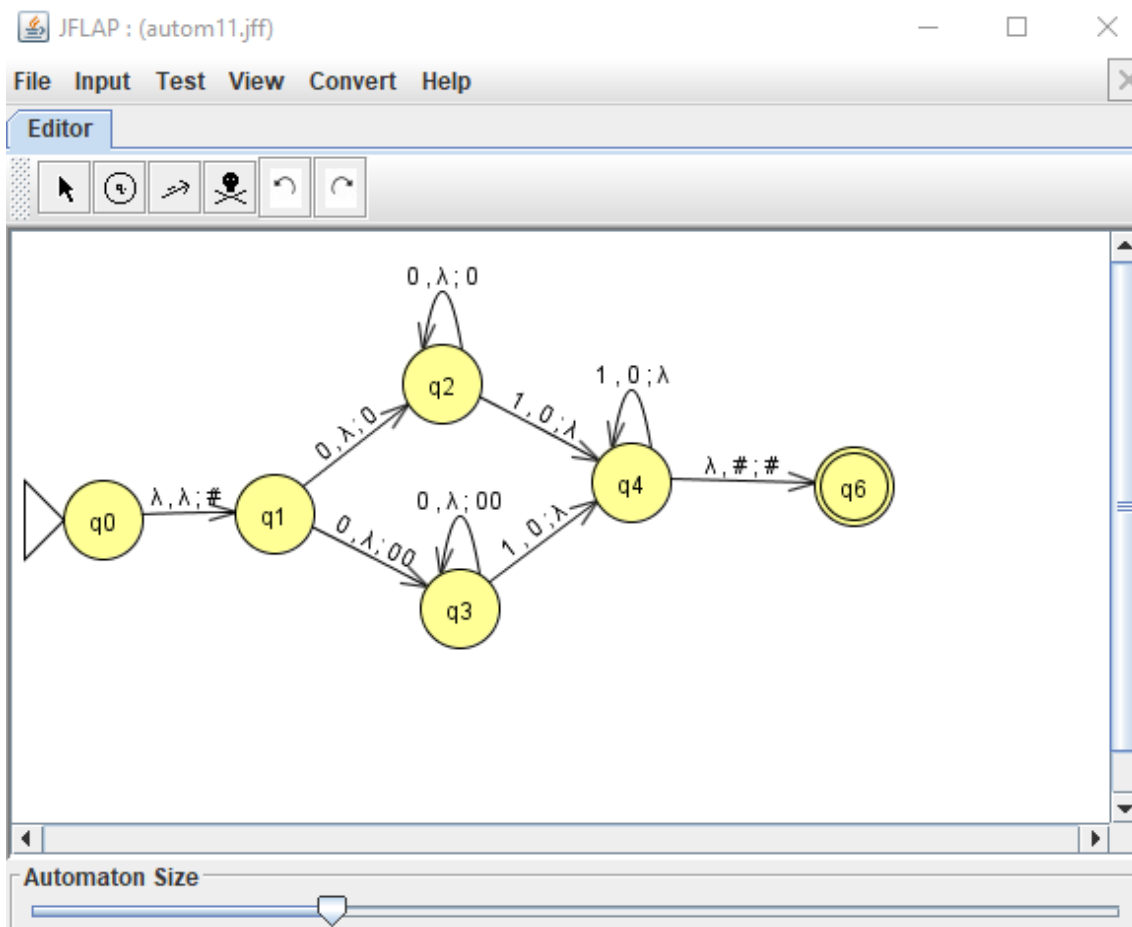 JFLAP : (autom11.jff)
File Input Test View Convert Help
Editor
0 , λ ; 0
q2
1 , 0 ; λ
0 , λ ; 0
1 , 0 ; λ
q4
λ , # ; #
q6
q0
λ , λ ; #
q1
0 , λ ; 00
0 , λ ; 00
1 , 0 ; λ
q3
Automaton Size